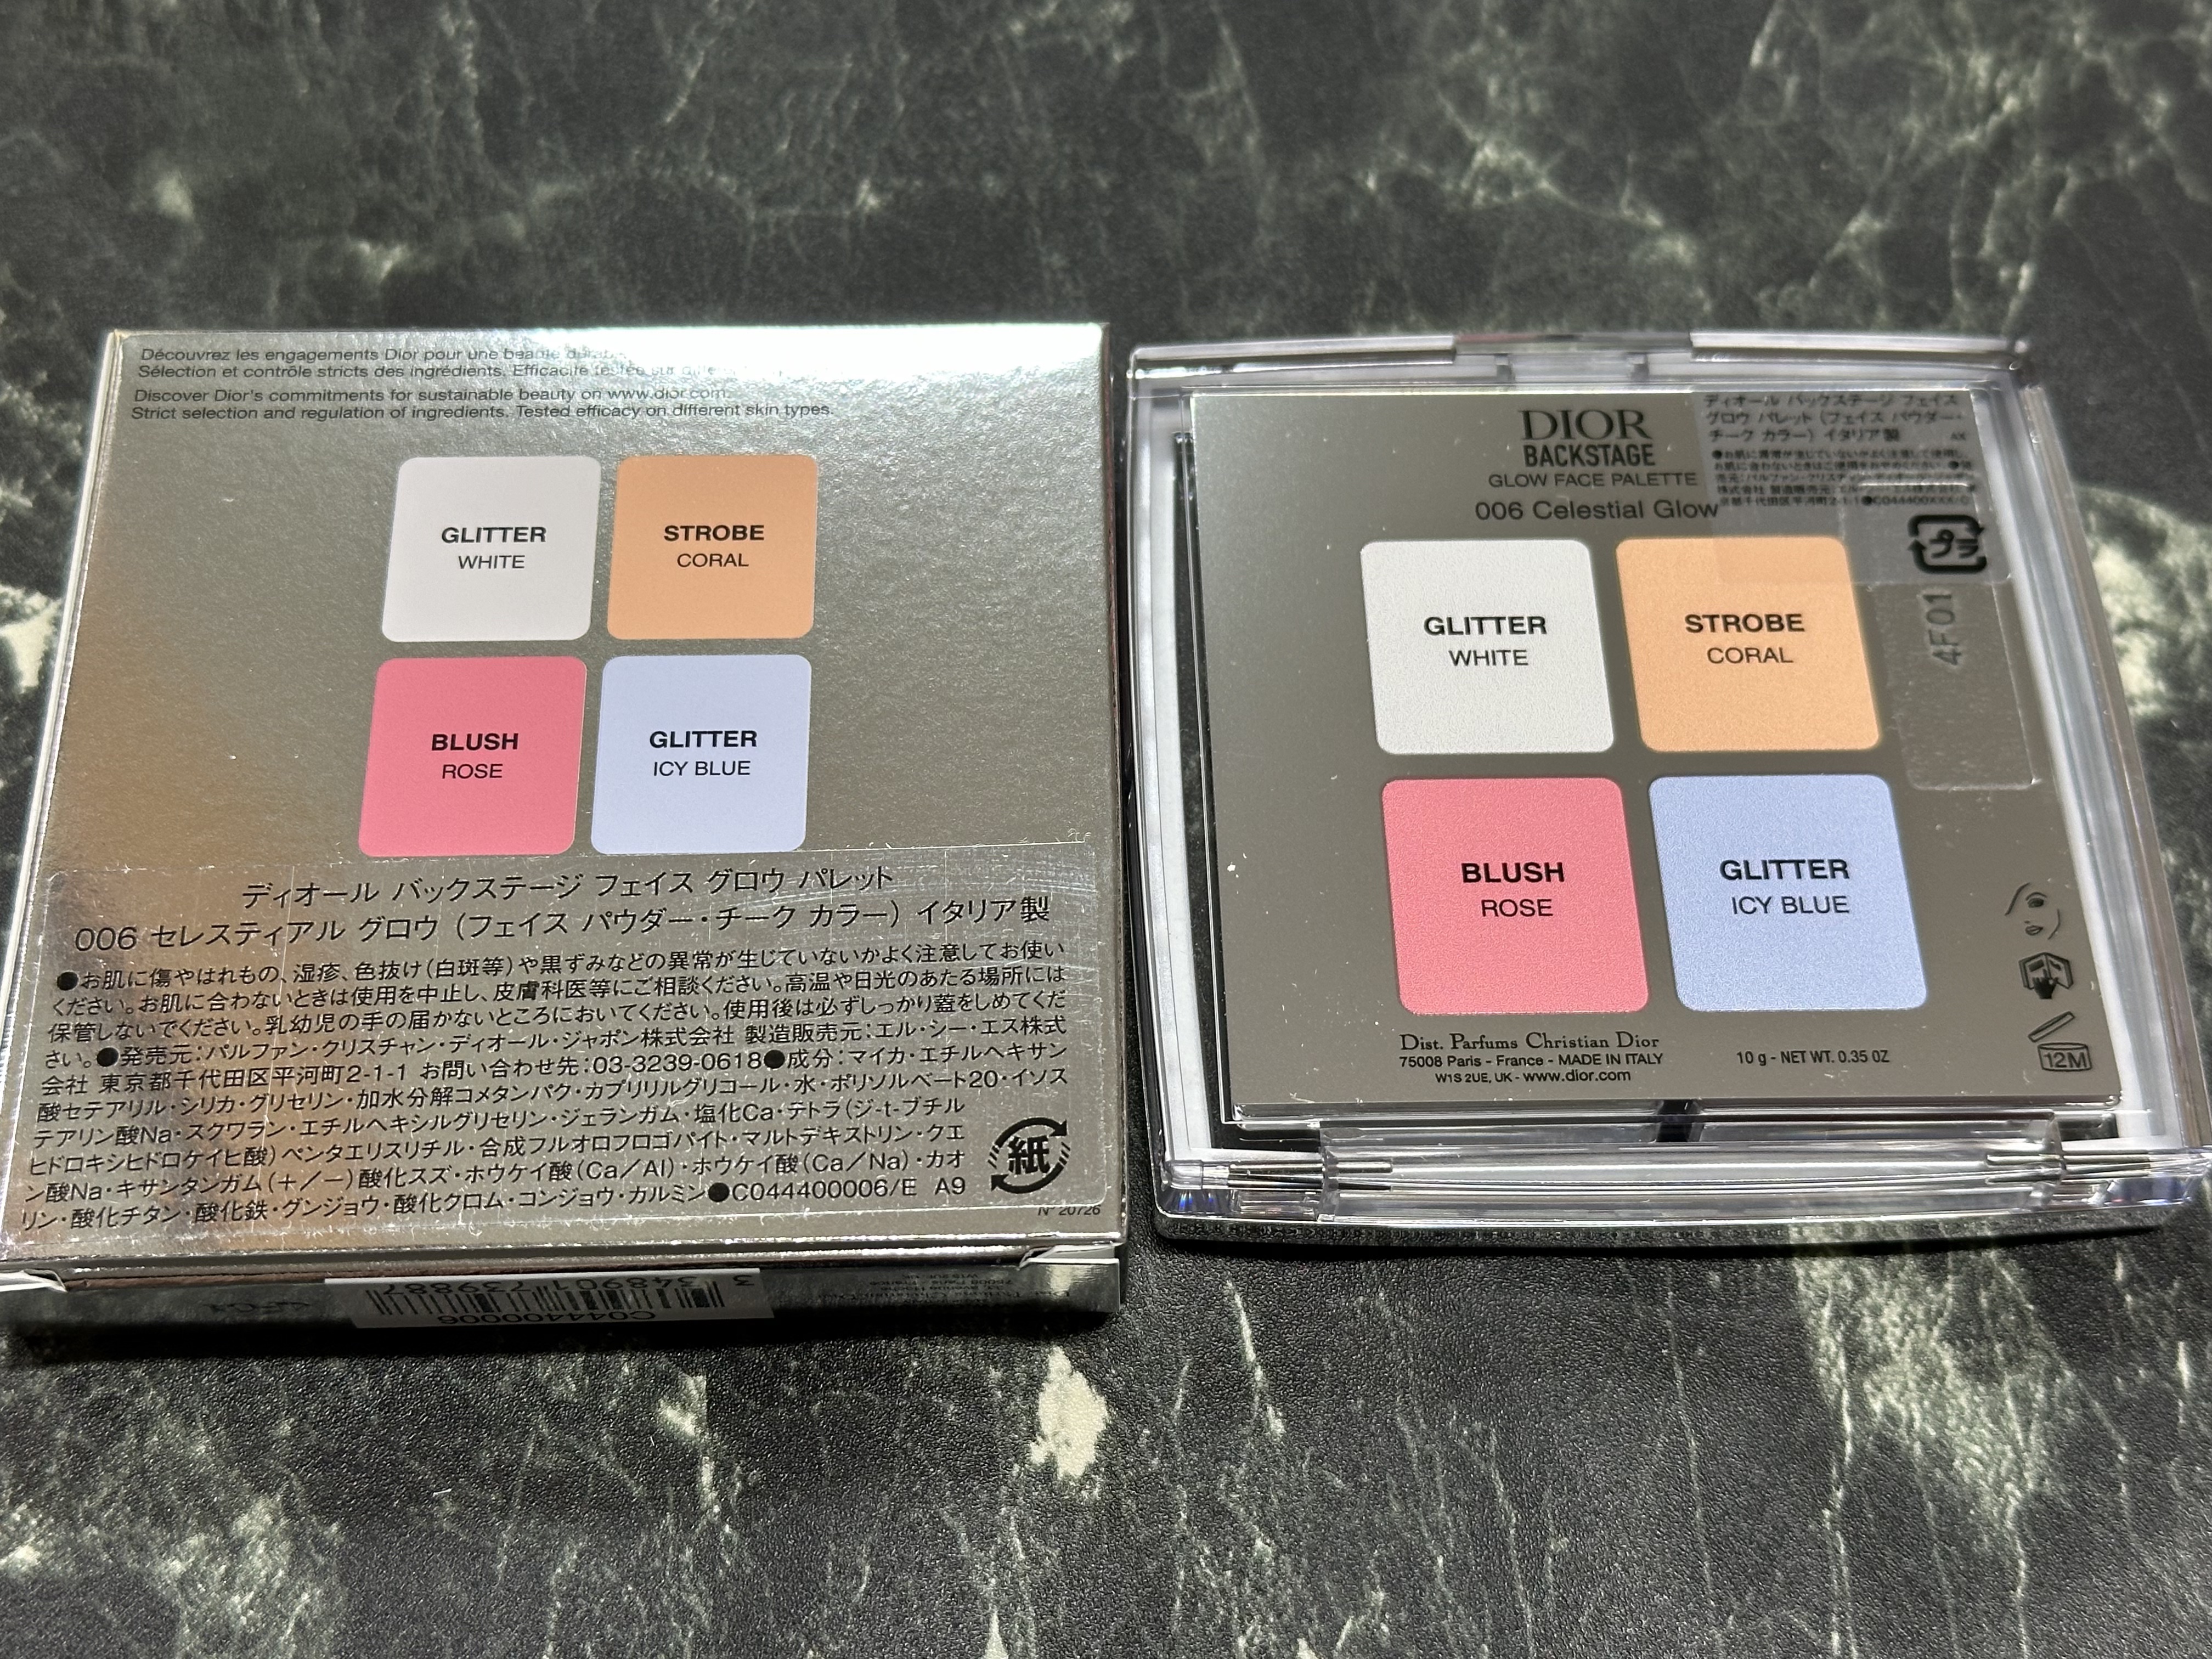 Découvrez les engagements Dior pour une beauté
Sélection et contrôle stricts des ingrédients. Efficacité testée sur
Discover Dior's commitments for sustainable beauty on www.dior.com.
Strict selection and regulation of ingredients. Tested efficacy on different skin types.
GLITTER
WHITE
STROBE
CORAL
BLUSH
ROSE
GLITTER
ICY BLUE
ディオール バックステージ フェイス グロウ パレット
006 セレスティアル グロウ (フェイス パウダー・チーク カラー) イタリア製
●お肌に傷やはれもの、湿疹、色抜け(白斑等)や黒ずみなどの異常が生じていないかよく注意してお使い
ください。お肌に合わないときは使用を中止し、皮膚科医等にご相談ください。高温や日光のあたる場所には
保管しないでください。乳幼児の手の届かないところにおいてください。使用後は必ずしっかり蓋をしめてくだ
さい。●発売元:パルファン・クリスチャン・ディオール・ジャポン株式会社 製造販売元:エル・シー・エス株式
会社 東京都千代田区平河町2-1-1 お問い合わせ先:03-3239-0618●成分:マイカ・エチルヘキサン
酸セテアリル・シリカ・グリセリン・加水分解コメタンパク・カプリリルグリコール・水・ポリソルベート20・イソス
テアリン酸Na・スクワラン・エチルヘキシルグリセリン・ジェランガム・塩化Ca・テトラ(ジ-t-ブチル
ヒドロキシヒドロケイヒ酸)ペンタエリスリチル・合成フルオロフロゴパイト・マルトデキストリン・クエ
ン酸Na・キサンタンガム(+/−)酸化スズ・ホウケイ酸(Ca/Al)・ホウケイ酸(Ca/Na)・カオ
リン・酸化チタン・酸化鉄・グンジョウ・酸化クロム・コンジョウ・カルミン●C044400006/E A9
紙
N° 20726
3 348901 739887
C044400006
DIOR
BACKSTAGE
GLOW FACE PALETTE
006 Celestial Glow
ディオール バックステージ フェイス
グロウ パレット (フェイス パウダー・
チーク カラー) イタリア製
プラ
4F01
GLITTER
WHITE
STROBE
CORAL
BLUSH
ROSE
GLITTER
ICY BLUE
Dist. Parfums Christian Dior
75008 Paris - France - MADE IN ITALY
W1S 2UE, UK - www.dior.com
10 g - NET WT. 0.35 OZ
12M